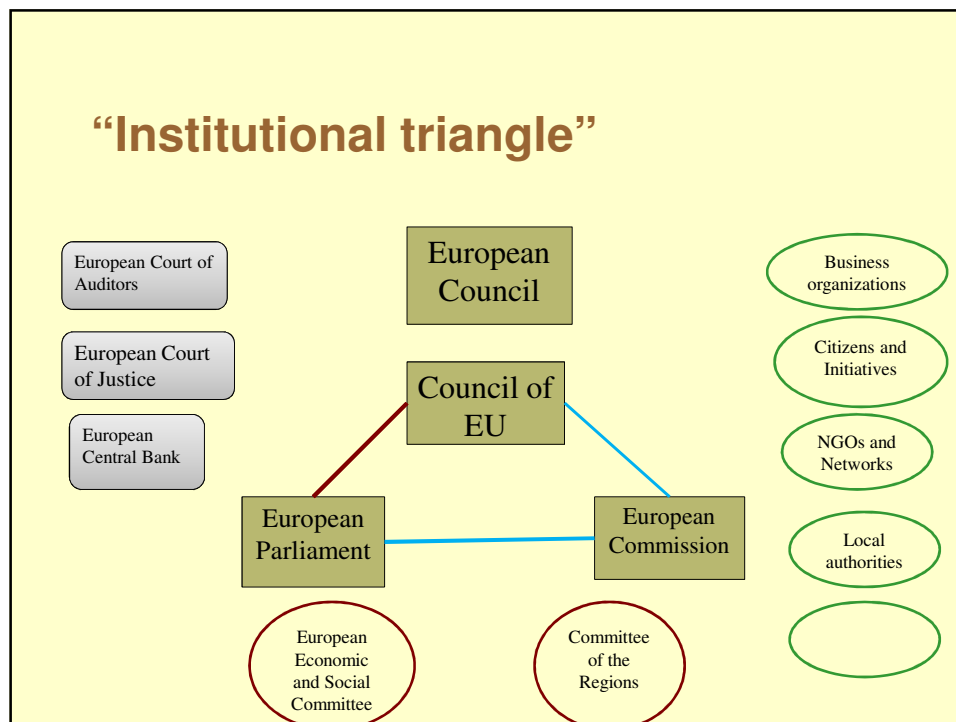 “Institutional triangle”
European Court of
Auditors
European Court
of Justice
European
Central Bank
European
Council
Council of
EU
European
Parliament
European
Commission
European
Economic
and Social
Committee
Committee
of the
Regions
Business
organizations
Citizens and
Initiatives
NGOs and
Networks
Local
authorities